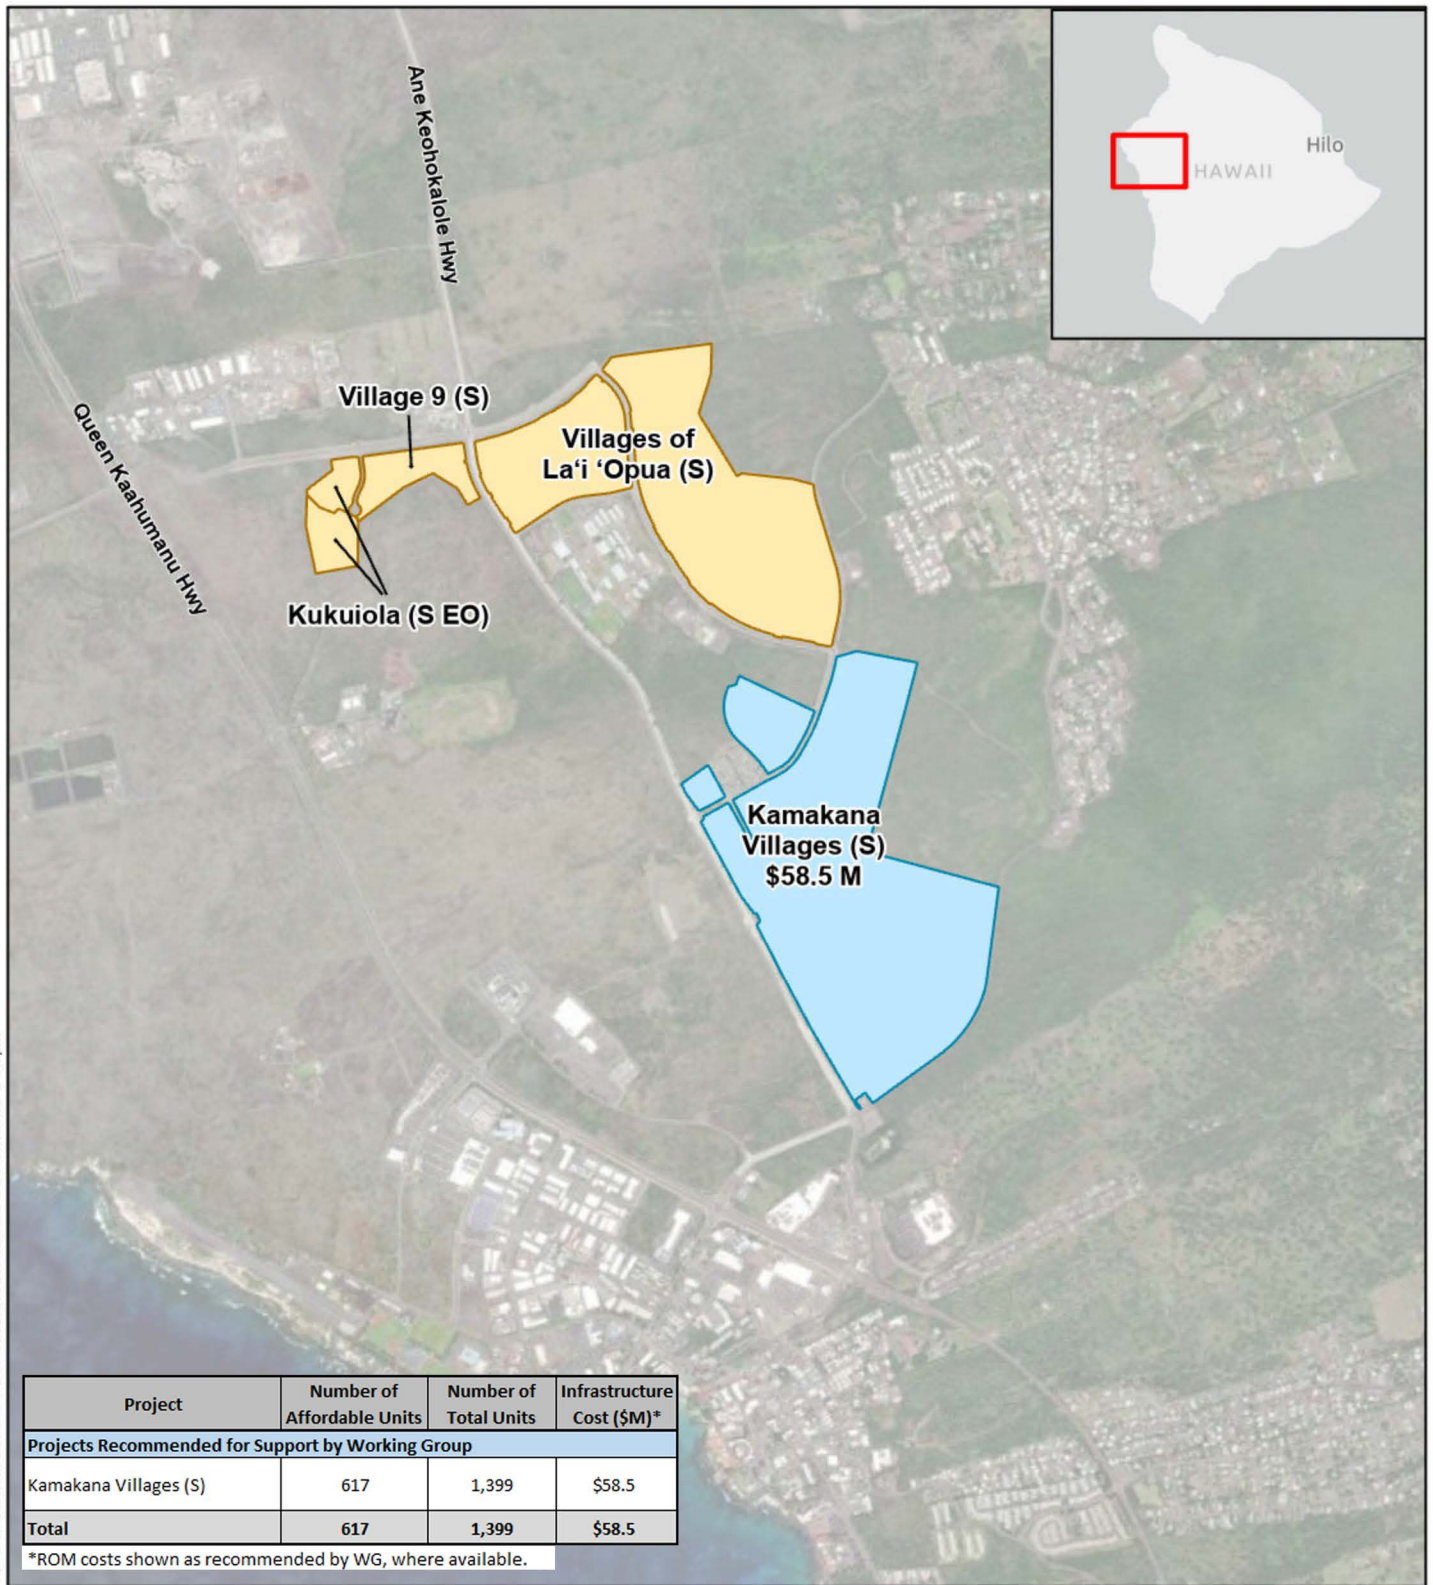 Ane Keohokalole Hwy
Hilo
HAWAII
Village 9 (S)
Villages of
La‘i ‘Opua (S)
Queen Kaahumanu Hwy
Kukuiola (S EO)
Kamakana
Villages (S)
$58.5 M
Project
Number of
Affordable Units
Number of
Total Units
Infrastructure
Cost ($M)*
Projects Recommended for Support by Working Group
Kamakana Villages (S) 617 1,399 $58.5
Total 617 1,399 $58.5
*ROM costs shown as recommended by WG, where available.